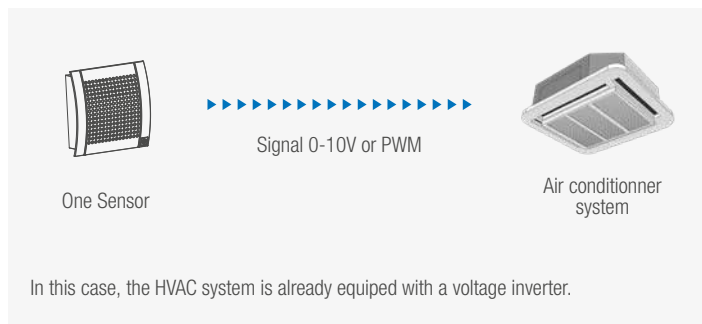 Signal 0-10V or PWM
One Sensor
Air conditionner
system
In this case, the HVAC system is already equiped with a voltage inverter.